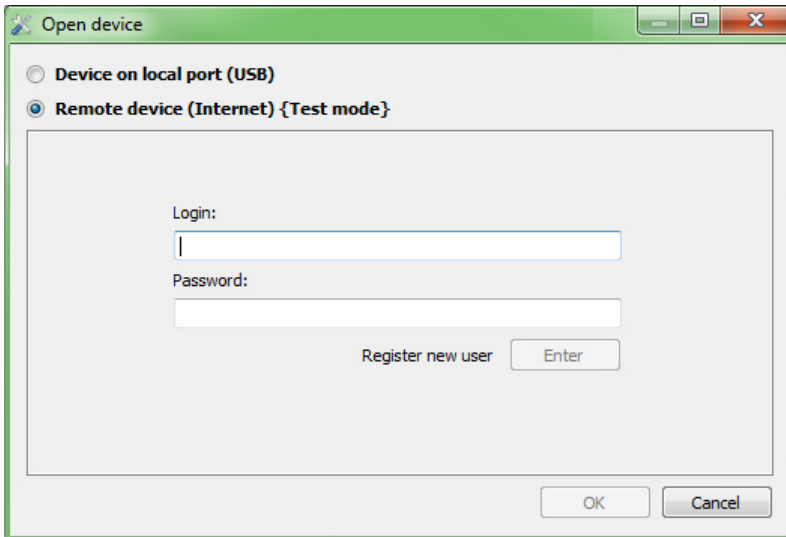 Open device
Device on local port (USB)
Remote device (Internet) {Test mode}
Login:
Password:
Register new user Enter
OK Cancel